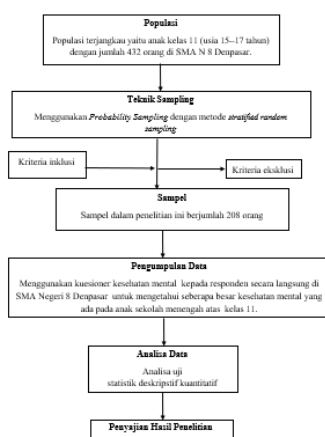 Populasi
Populasi terjangkau yaitu anak kelas 11 (usia 15–17 tahun)
dengan jumlah 432 orang di SMA N 8 Denpasar.
Teknik Sampling
Menggunakan Probability Sampling dengan metode stratified random
sampling
Kriteria inklusi
Kriteria eksklusi
Sampel
Sampel dalam penelitian ini berjumlah 208 orang
Pengumpulan Data
Menggunakan kuesioner kesehatan mental kepada responden secara langsung di
SMA Negeri 8 Denpasar untuk mengetahui seberapa besar kesehatan mental yang
ada pada anak sekolah menengah atas kelas 11.
Analisa Data
Analisa uji
statistik deskripstif kuantitatif
Penyajian Hasil Penelitian